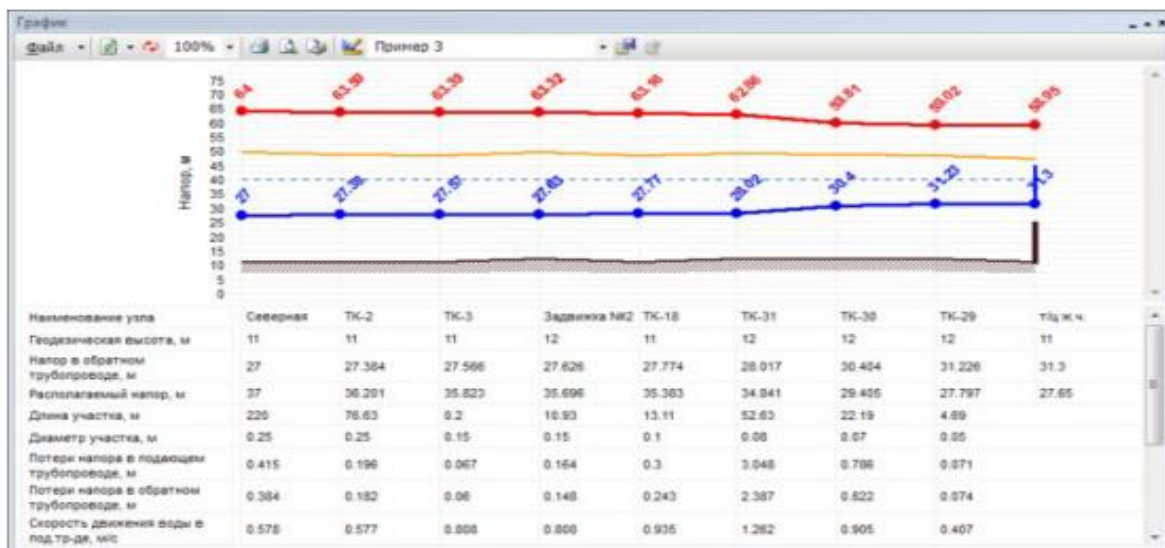 График
Файл 100% Пример 3
Напор, м
75
70
65
60
55
50
45
40
35
30
25
20
15
10
5
0
64 63.59 63.39 63.32 63.16 62.86 59.81 59.02 58.95
27 27.38 27.57 27.63 27.77 28.02 30.4 31.23 31.3
Наименование узла Северная ТК-2 ТК-3 Задвижка №2 ТК-18 ТК-31 ТК-30 ТК-29 т/ц ж.ч.
Геодезическая высота, м 11 11 11 12 11 12 12 12 11
Напор в обратном
трубопроводе, м 27 27.384 27.566 27.626 27.774 28.017 30.404 31.226 31.3
Располагаемый напор, м 37 36.201 35.823 35.696 35.383 34.841 29.405 27.797 27.65
Длина участка, м 220 76.63 0.2 10.93 13.11 52.63 22.19 4.69
Диаметр участка, м 0.25 0.25 0.15 0.15 0.1 0.08 0.07 0.05
Потери напора в подающем
трубопроводе, м 0.415 0.196 0.067 0.164 0.3 3.048 0.786 0.071
Потери напора в обратном
трубопроводе, м 0.384 0.182 0.06 0.148 0.243 2.387 0.822 0.074
Скорость движения воды в
под.тр-де, м/с 0.578 0.577 0.808 0.808 0.935 1.262 0.905 0.407